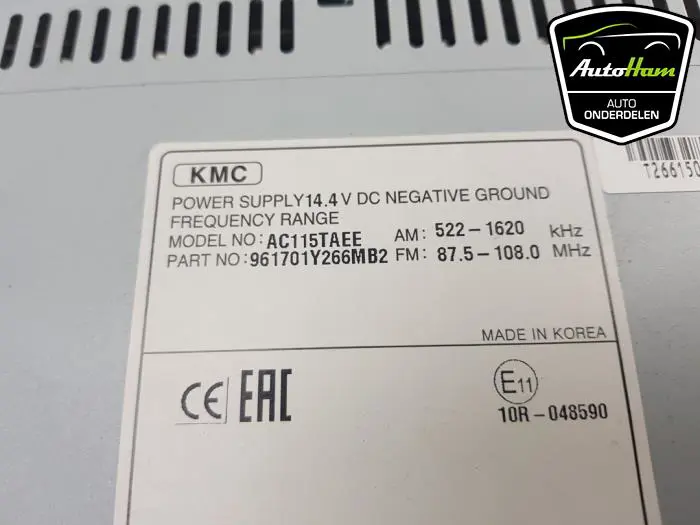 AutoHam
AUTO
ONDERDELEN
T266150
KMC
POWER SUPPLY14.4 V DC NEGATIVE GROUND
FREQUENCY RANGE
MODEL NO: AC115TAEE AM: 522-1620 kHz
PART NO: 961701Y266MB2 FM: 87.5-108.0 MHz
MADE IN KOREA
CE EAC E11
10R-048590